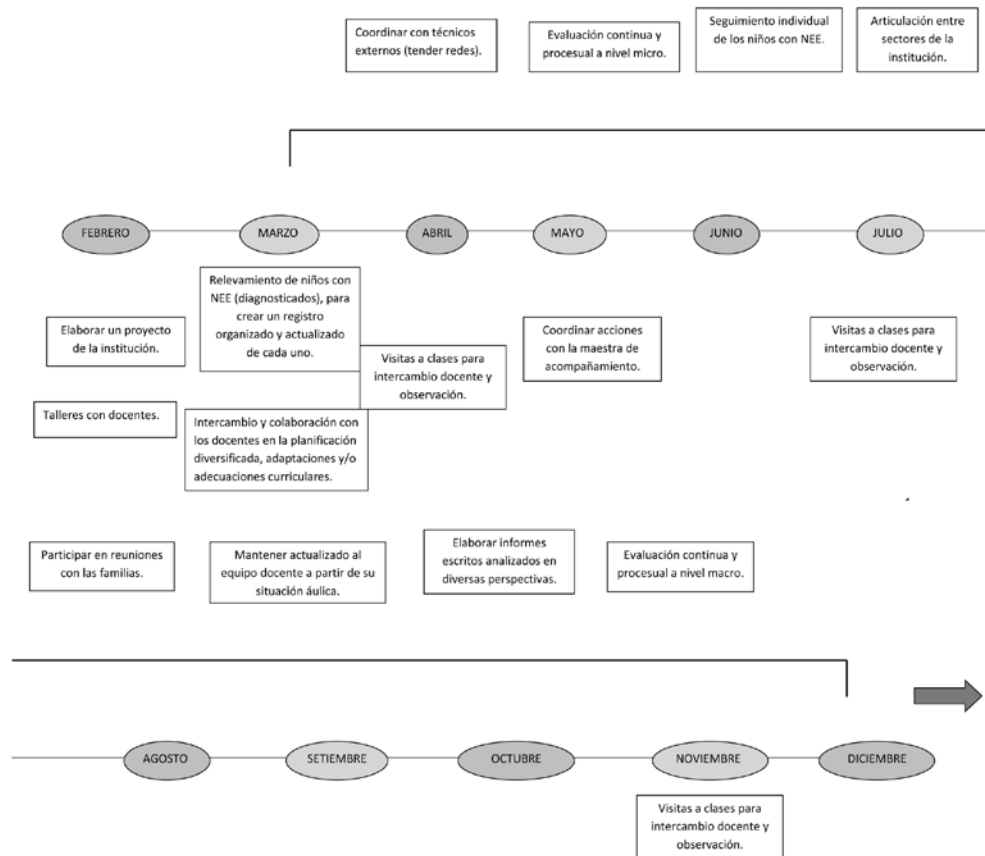 Coordinar con técnicos
externos (tender redes).
Evaluación continua y
procesual a nivel micro.
Seguimiento individual
de los niños con NEE.
Articulación entre
sectores de la
institución.
FEBRERO
MARZO
ABRIL
MAYO
JUNIO
JULIO
Elaborar un proyecto
de la institución.
Talleres con docentes.
Relevamiento de niños con
NEE (diagnosticados), para
crear un registro
organizado y actualizado
de cada uno.
Intercambio y colaboración con
los docentes en la planificación
diversificada, adaptaciones y/o
adecuaciones curriculares.
Visitas a clases para
intercambio docente y
observación.
Coordinar acciones
con la maestra de
acompañamiento.
Visitas a clases para
intercambio docente y
observación.
Participar en reuniones
con las familias.
Mantener actualizado al
equipo docente a partir de su
situación áulica.
Elaborar informes
escritos analizados en
diversas perspectivas.
Evaluación continua y
procesual a nivel macro.
AGOSTO
SETIEMBRE
OCTUBRE
NOVIEMBRE
DICIEMBRE
Visitas a clases para
intercambio docente y
observación.